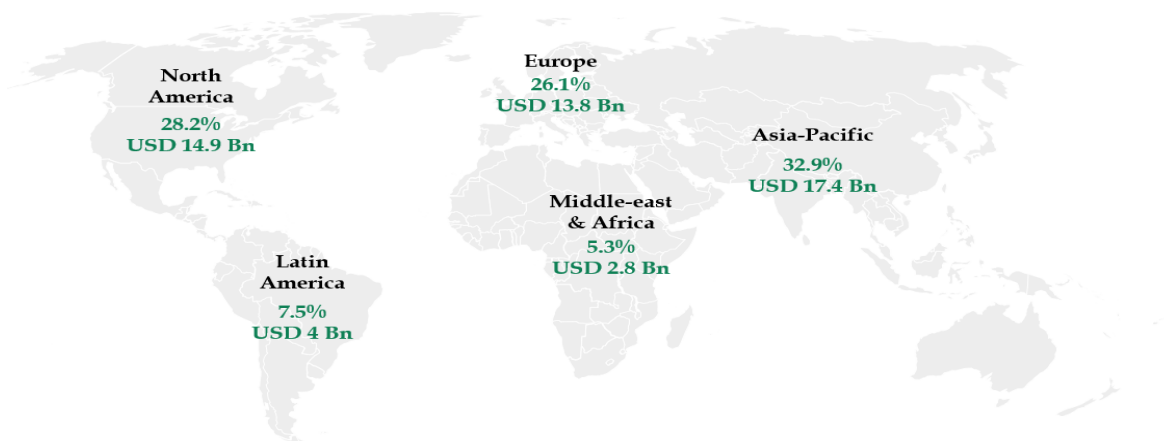 North
America
28.2%
USD 14.9 Bn
Europe
26.1%
USD 13.8 Bn
Asia-Pacific
32.9%
USD 17.4 Bn
Middle-east
& Africa
5.3%
USD 2.8 Bn
Latin
America
7.5%
USD 4 Bn